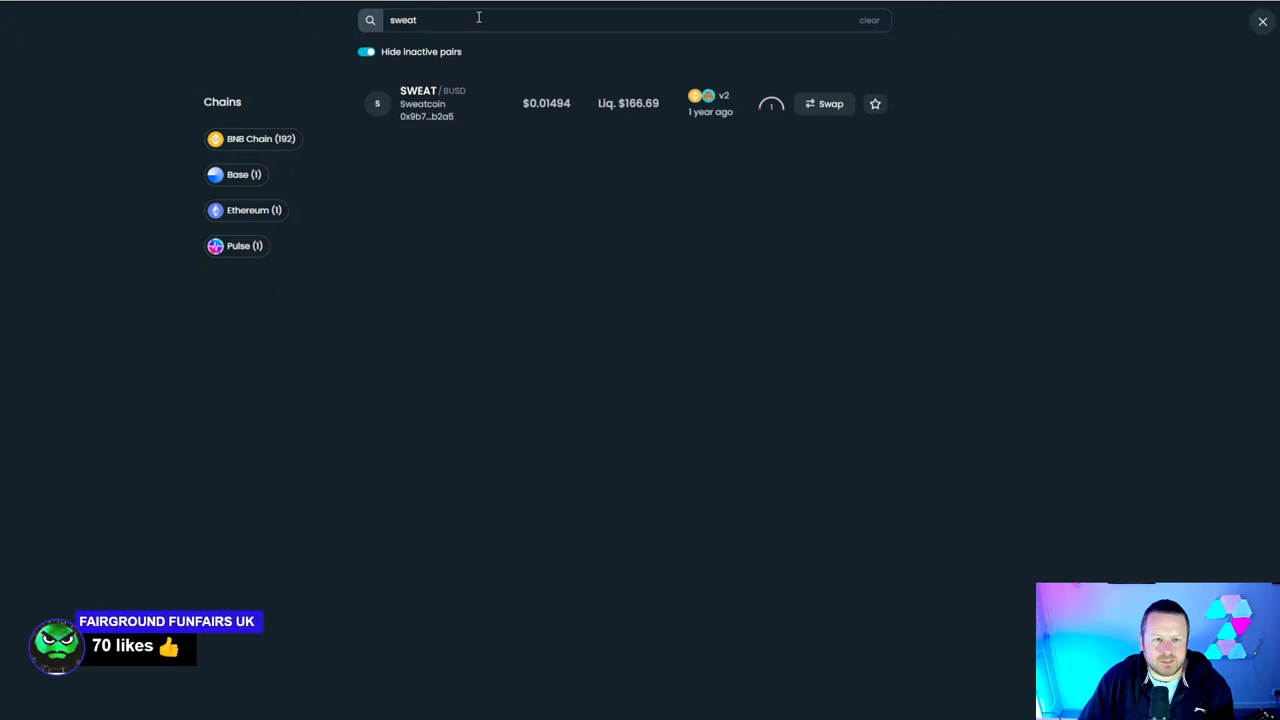 sweat
clear
Hide inactive pairs
Chains
BNB Chain (192)
Base (1)
Ethereum (1)
Pulse (1)
S
SWEAT / BUSD
Sweatcoin
0x9b7...b2a5
$0.01494
Liq. $166.69
v2
1 year ago
1
Swap
FAIRGROUND FUNFAIRS UK
70 likes 👍